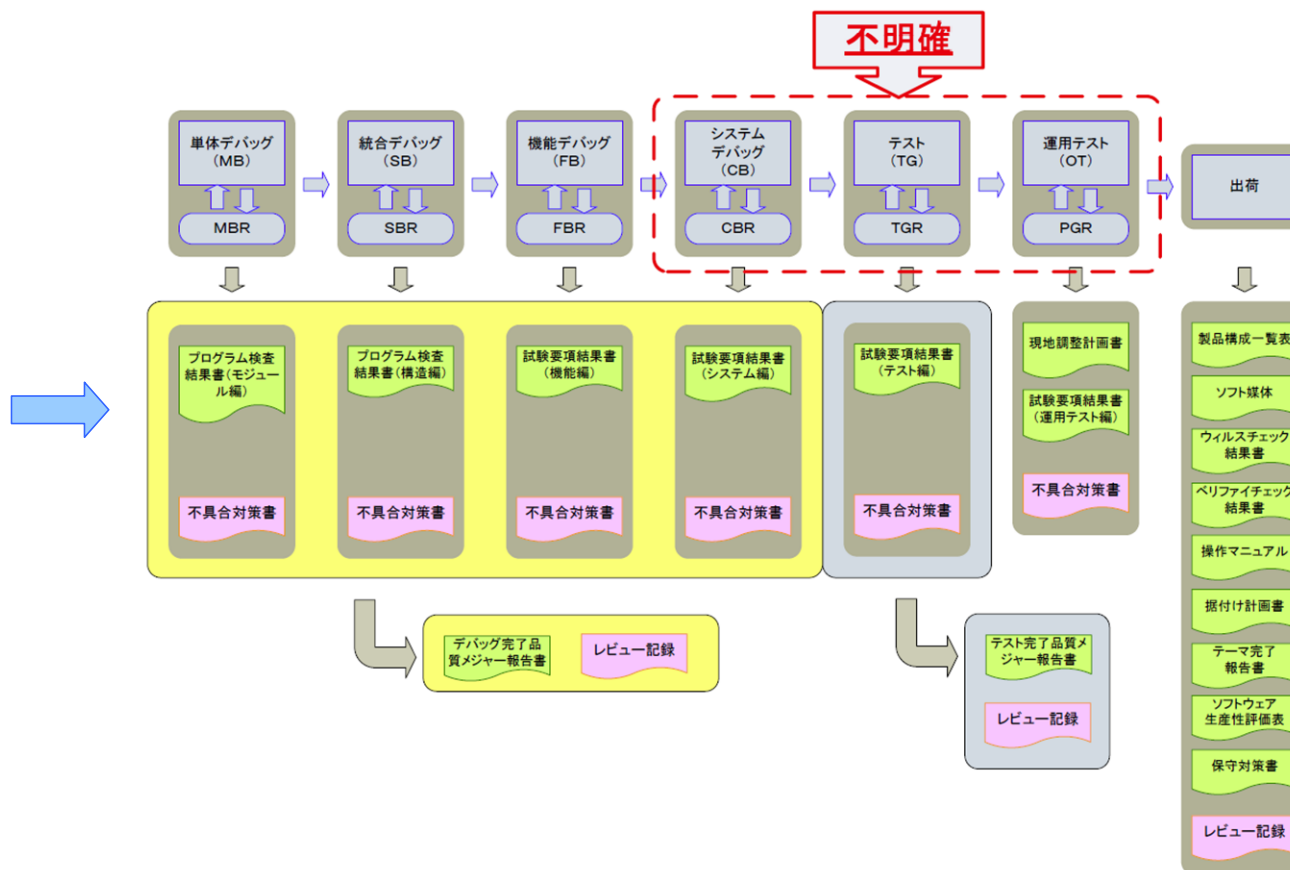 不明確
単体デバッグ
(MB)
MBR
統合デバッグ
(SB)
SBR
機能デバッグ
(FB)
FBR
システム
デバッグ
(CB)
CBR
テスト
(TG)
TGR
運用テスト
(OT)
PGR
出荷
プログラム検査
結果書(モジュー
ル編)
不具合対策書
プログラム検査
結果書(構造編)
不具合対策書
試験要項結果書
(機能編)
不具合対策書
試験要項結果書
(システム編)
不具合対策書
試験要項結果書
(テスト編)
不具合対策書
現地調整計画書
試験要項結果書
(運用テスト編)
不具合対策書
製品構成一覧表
ソフト媒体
ウィルスチェック
結果書
ベリファイチェック
結果書
操作マニュアル
据付け計画書
テーマ完了
報告書
ソフトウェア
生産性評価表
保守対策書
レビュー記録
デバッグ完了品
質メジャー報告書
レビュー記録
テスト完了品質メ
ジャー報告書
レビュー記録